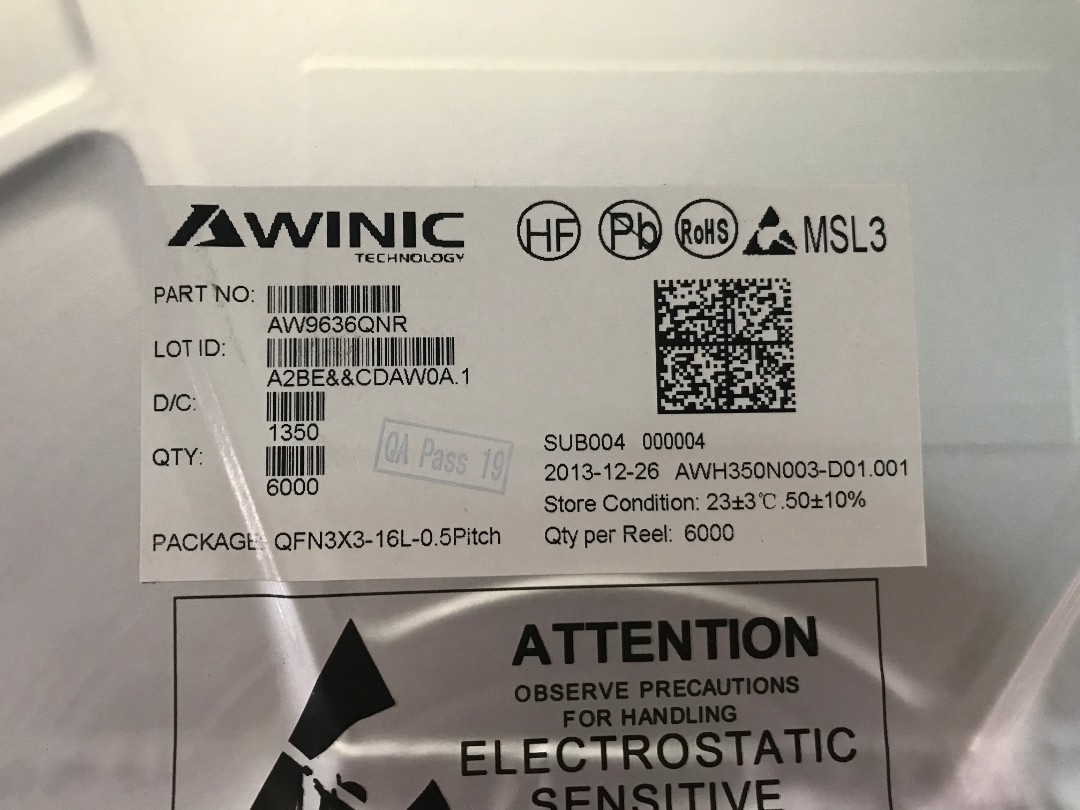 AWINIC
TECHNOLOGY
HF Pb RoHS MSL3
PART NO:
AW9636QNR
LOT ID:
A2BE&&CDAW0A.1
D/C:
1350
QTY:
6000
QA Pass 19
PACKAGE: QFN3X3-16L-0.5Pitch
SUB004 000004
2013-12-26 AWH350N003-D01.001
Store Condition: 23±3℃.50±10%
Qty per Reel: 6000
ATTENTION
OBSERVE PRECAUTIONS
FOR HANDLING
ELECTROSTATIC
SENSITIVE